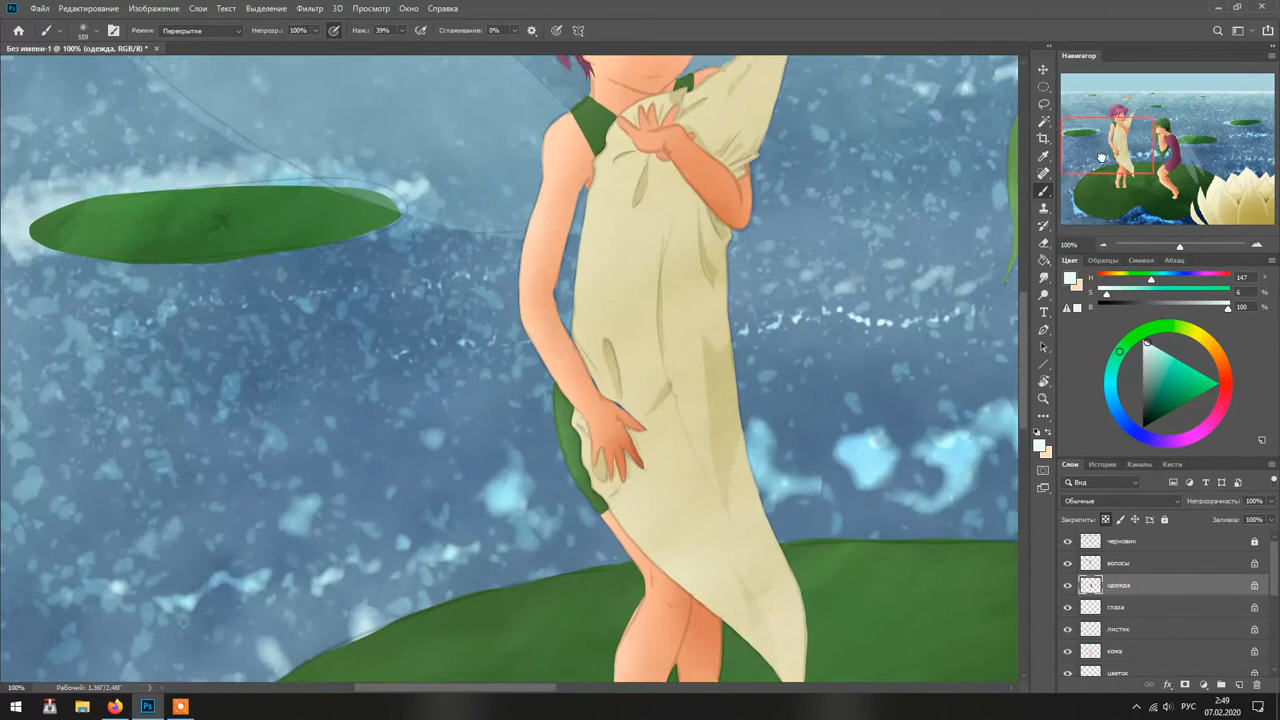 Файл Редактирование Изображение Слои Текст Выделение Фильтр 3D Просмотр Окно Справка
559 Режим: Перекрытие Непрозр.: 100% Наж.: 39% Сглаживание: 0%
Без имени-1 @ 100% (одежда, RGB/8) *
Навигатор
100%
Цвет Образцы Символ Абзац
H 147 °
S 6 %
B 100 %
Слои История Каналы Кисти
Вид
Обычные Непрозрачность: 100%
Закрепить: Заливка: 100%
черновик
волосы
одежда
глаза
листик
кожа
цветок
100% Рабочий: 1,36Г/2,48Г
РУС 2:49
07.02.2020